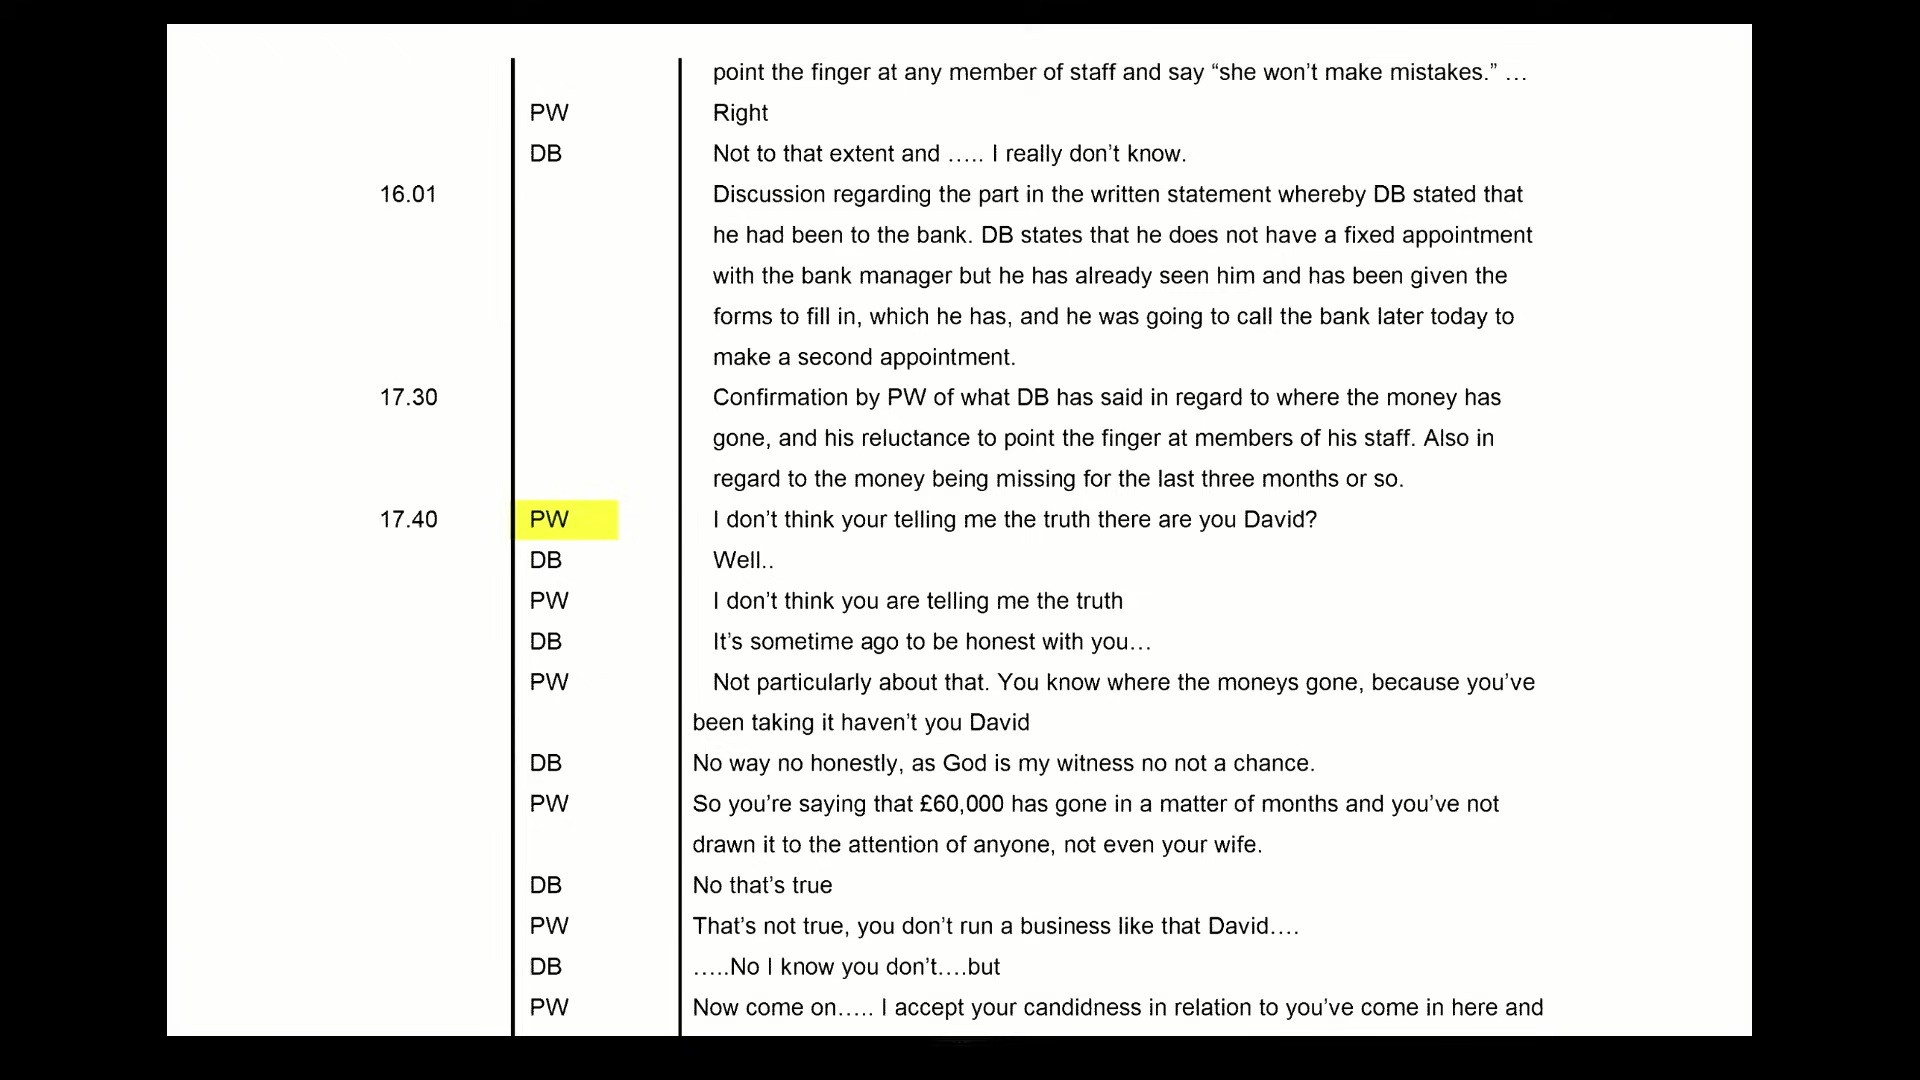 point the finger at any member of staff and say “she won’t make mistakes.” …
PW Right
DB Not to that extent and ….. I really don’t know.
16.01 Discussion regarding the part in the written statement whereby DB stated that
he had been to the bank. DB states that he does not have a fixed appointment
with the bank manager but he has already seen him and has been given the
forms to fill in, which he has, and he was going to call the bank later today to
make a second appointment.
17.30 Confirmation by PW of what DB has said in regard to where the money has
gone, and his reluctance to point the finger at members of his staff. Also in
regard to the money being missing for the last three months or so.
17.40 PW I don’t think your telling me the truth there are you David?
DB Well..
PW I don’t think you are telling me the truth
DB It’s sometime ago to be honest with you…
PW Not particularly about that. You know where the moneys gone, because you’ve
been taking it haven’t you David
DB No way no honestly, as God is my witness no not a chance.
PW So you’re saying that £60,000 has gone in a matter of months and you’ve not
drawn it to the attention of anyone, not even your wife.
DB No that’s true
PW That’s not true, you don’t run a business like that David….
DB …..No I know you don’t….but
PW Now come on….. I accept your candidness in relation to you’ve come in here and